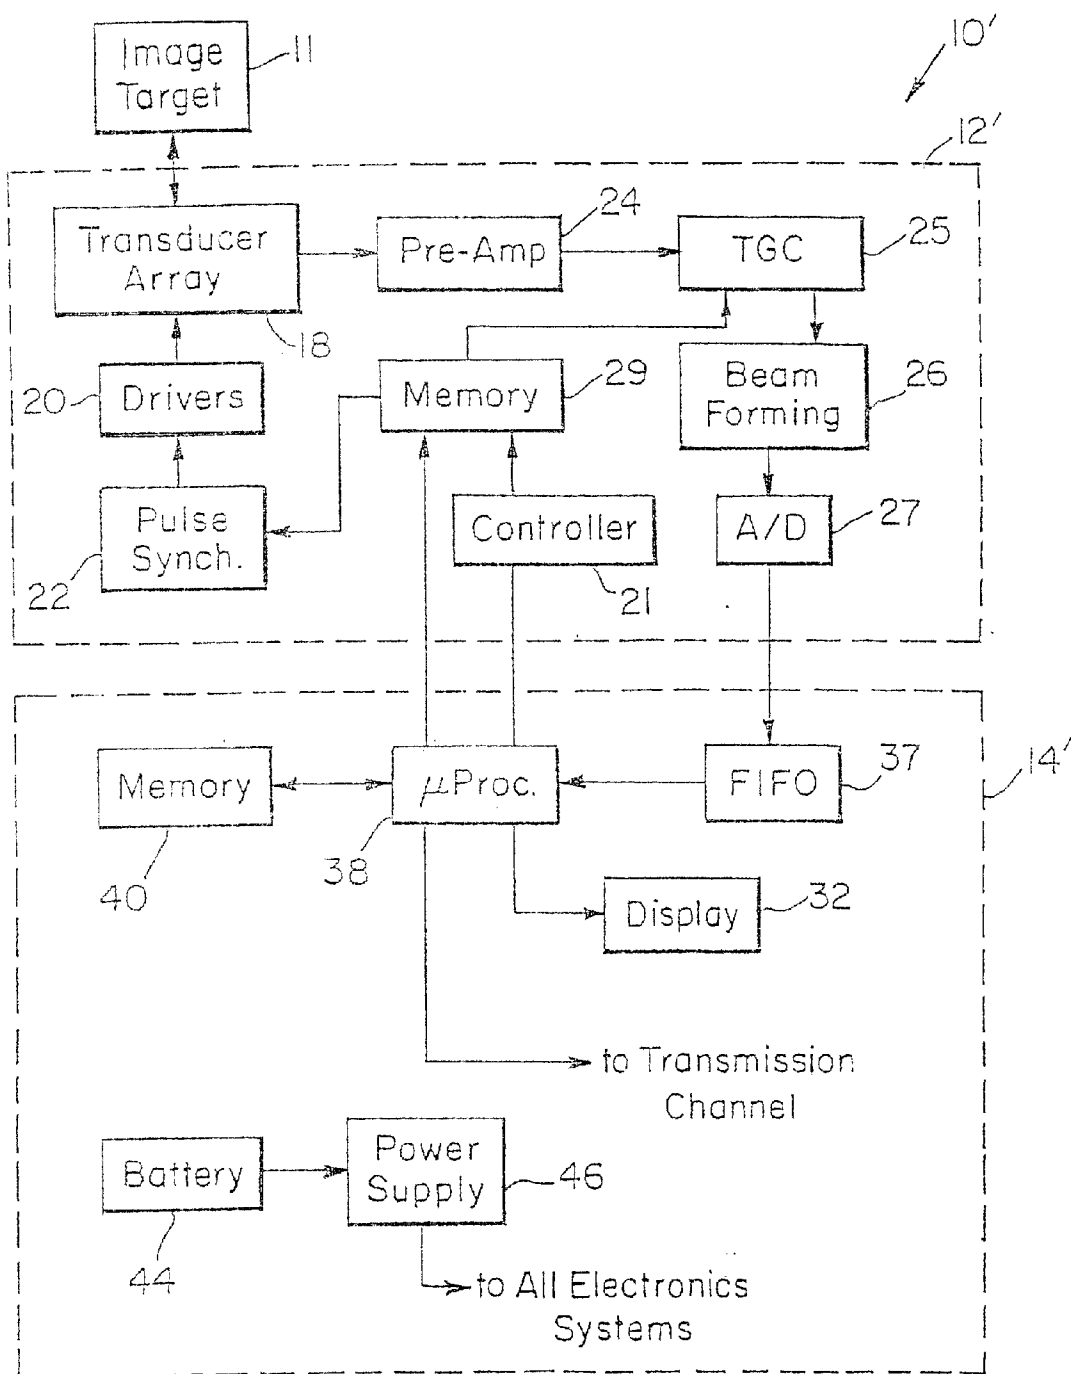 10'
Image
Target
11
12'
Transducer
Array
18
Pre-Amp
24
TGC
25
20
Drivers
Memory
29
Beam
Forming
26
Pulse
Synch.
22
Controller
21
A/D
27
14'
Memory
40
μProc.
38
FIFO
37
Display
32
to Transmission
Channel
Battery
44
Power
Supply
46
to All Electronics
Systems